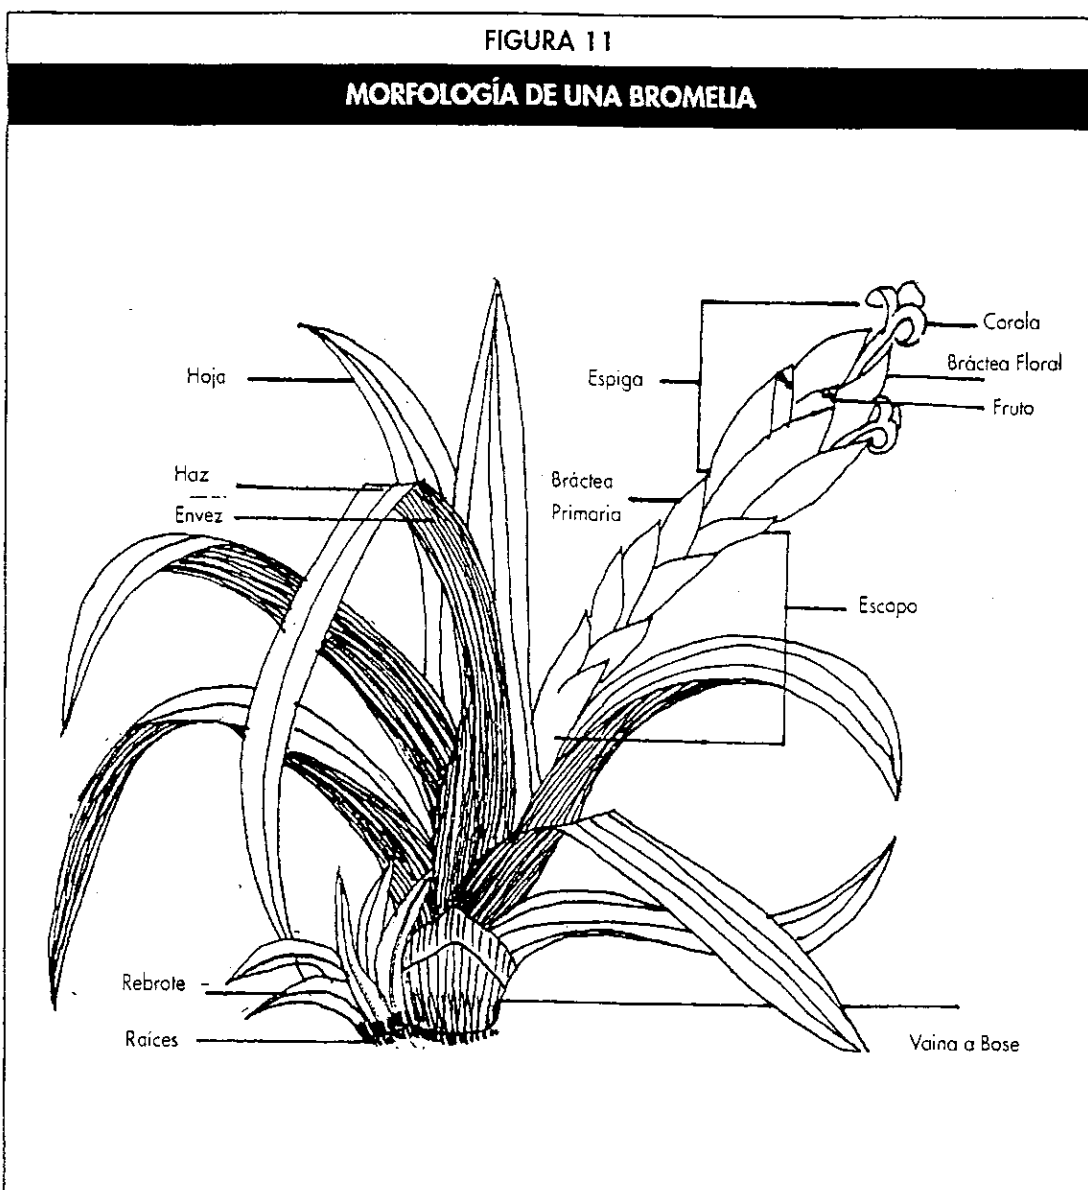 FIGURA 11
MORFOLOGÍA DE UNA BROMELIA
Corola
Bráctea Floral
Hoja
Espiga
Fruto
Haz
Bráctea
Primaria
Envez
Escapo
Rebrote
Raíces
Vaina a Base